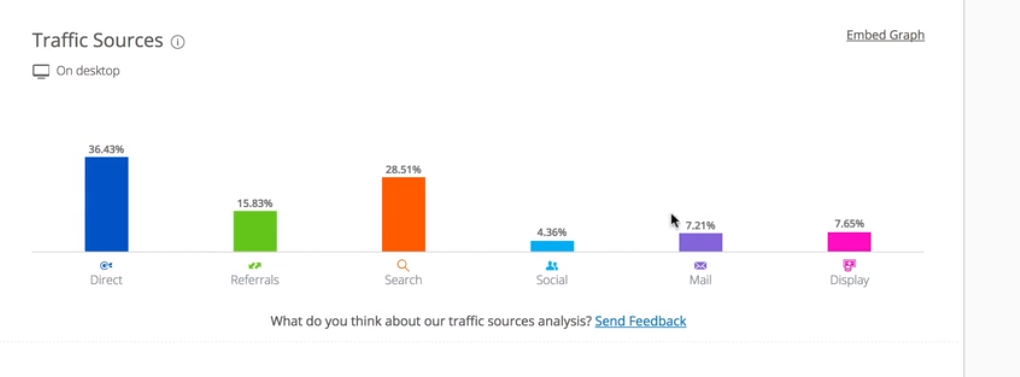 Traffic Sources
Embed Graph
On desktop
36.43%
15.83%
28.51%
4.36%
7.21%
7.65%
Direct
Referrals
Search
Social
Mail
Display
What do you think about our traffic sources analysis? Send Feedback